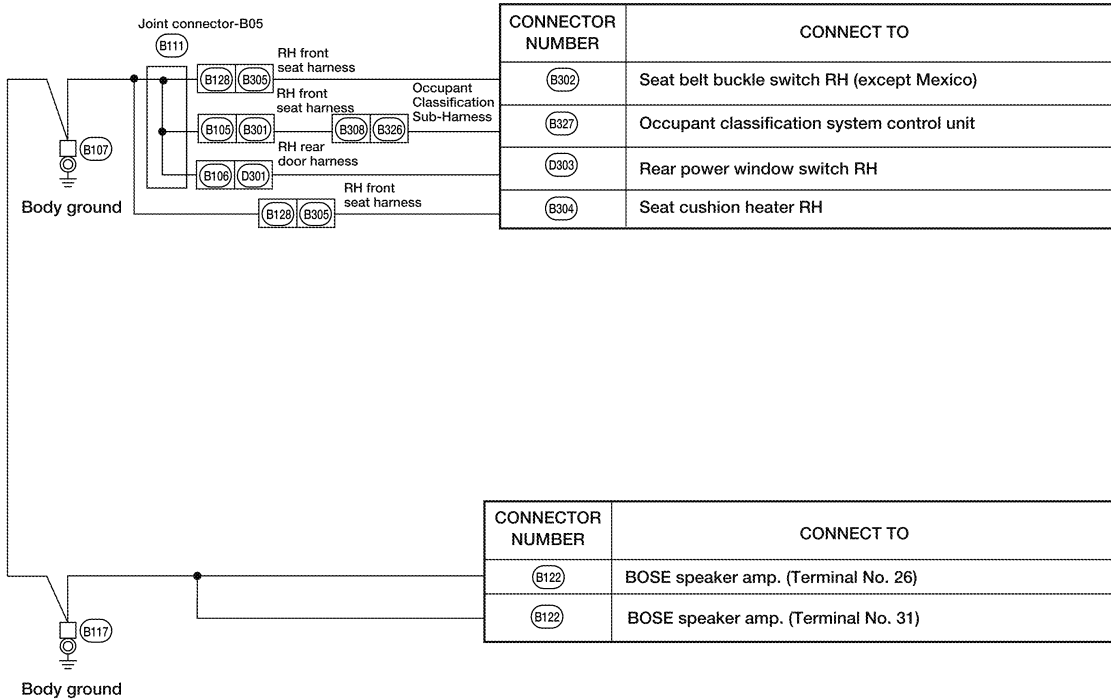 Joint connector-B05
B111
CONNECTOR NUMBER
CONNECT TO
RH front
seat harness
B128 B305
B302
Seat belt buckle switch RH (except Mexico)
RH front
seat harness
Occupant
Classification
Sub-Harness
B105 B301
B308 B326
B327
Occupant classification system control unit
B107
RH rear
door harness
B106 D301
D303
Rear power window switch RH
Body ground
RH front
seat harness
B128 B305
B304
Seat cushion heater RH
CONNECTOR NUMBER
CONNECT TO
B122
BOSE speaker amp. (Terminal No. 26)
B122
BOSE speaker amp. (Terminal No. 31)
B117
Body ground